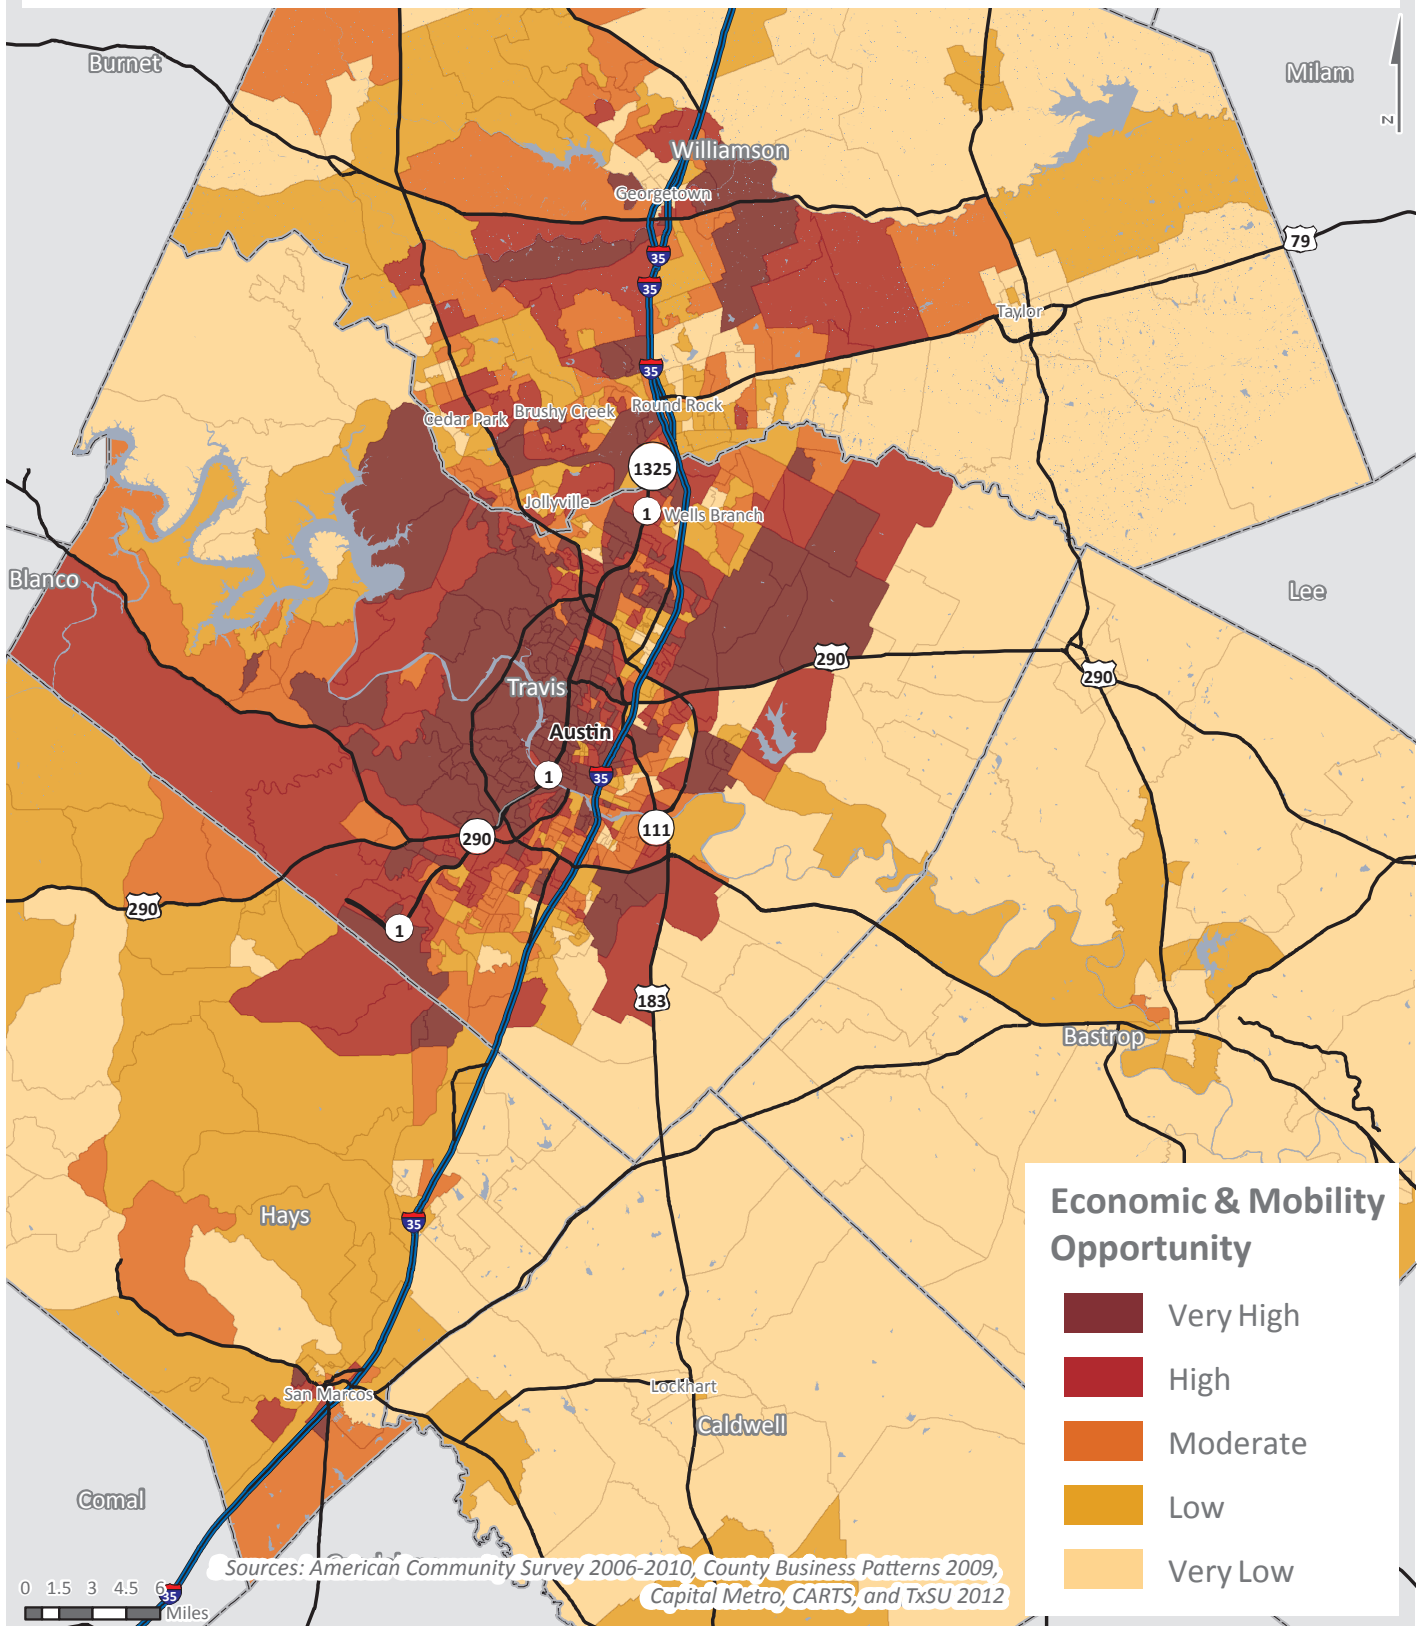 Burnet
Milam
Z
Williamson
Georgetown
79
35
35
Taylor
35
Round Rock
Brushy Creek
Cedar Park
1325
Jollyville
1
Wells Branch
Blanco
Lee
290
290
Travis
Austin
1
35
111
290
290
1
183
Bastrop
Hays
35
Economic & Mobility
Opportunity
Very High
High
Moderate
Low
Very Low
San Marcos
Lockhart
Caldwell
Comal
Sources: American Community Survey 2006-2010, County Business Patterns 2009,
Capital Metro, CARTS, and TxSU 2012
0 1.5 3 4.5 6
Miles
35